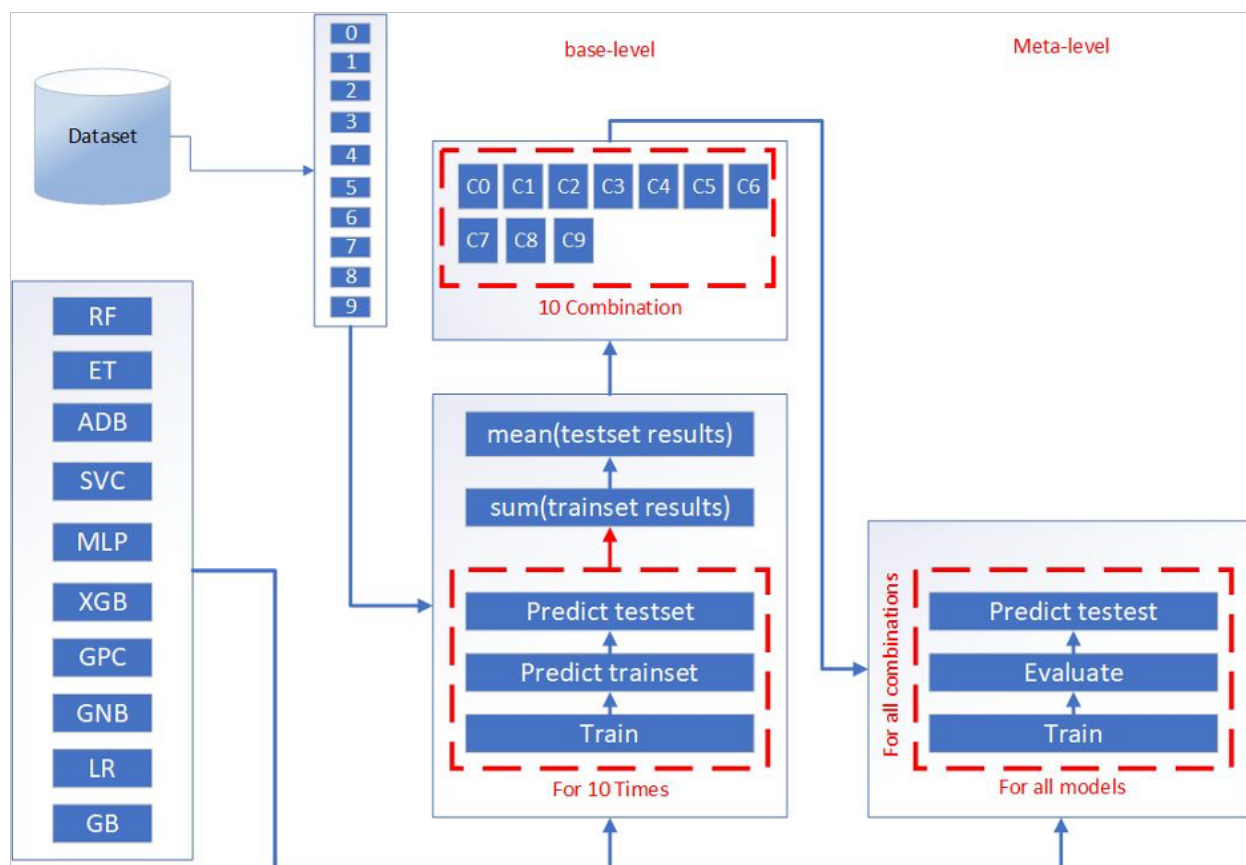 Dataset
0
1
2
3
4
5
6
7
8
9
RF
ET
ADB
SVC
MLP
XGB
GPC
GNB
LR
GB
base-level
C0 C1 C2 C3 C4 C5 C6
C7 C8 C9
10 Combination
mean(testset results)
sum(trainset results)
Predict testset
Predict trainset
Train
For 10 Times
Meta-level
For all combinations
Predict testest
Evaluate
Train
For all models